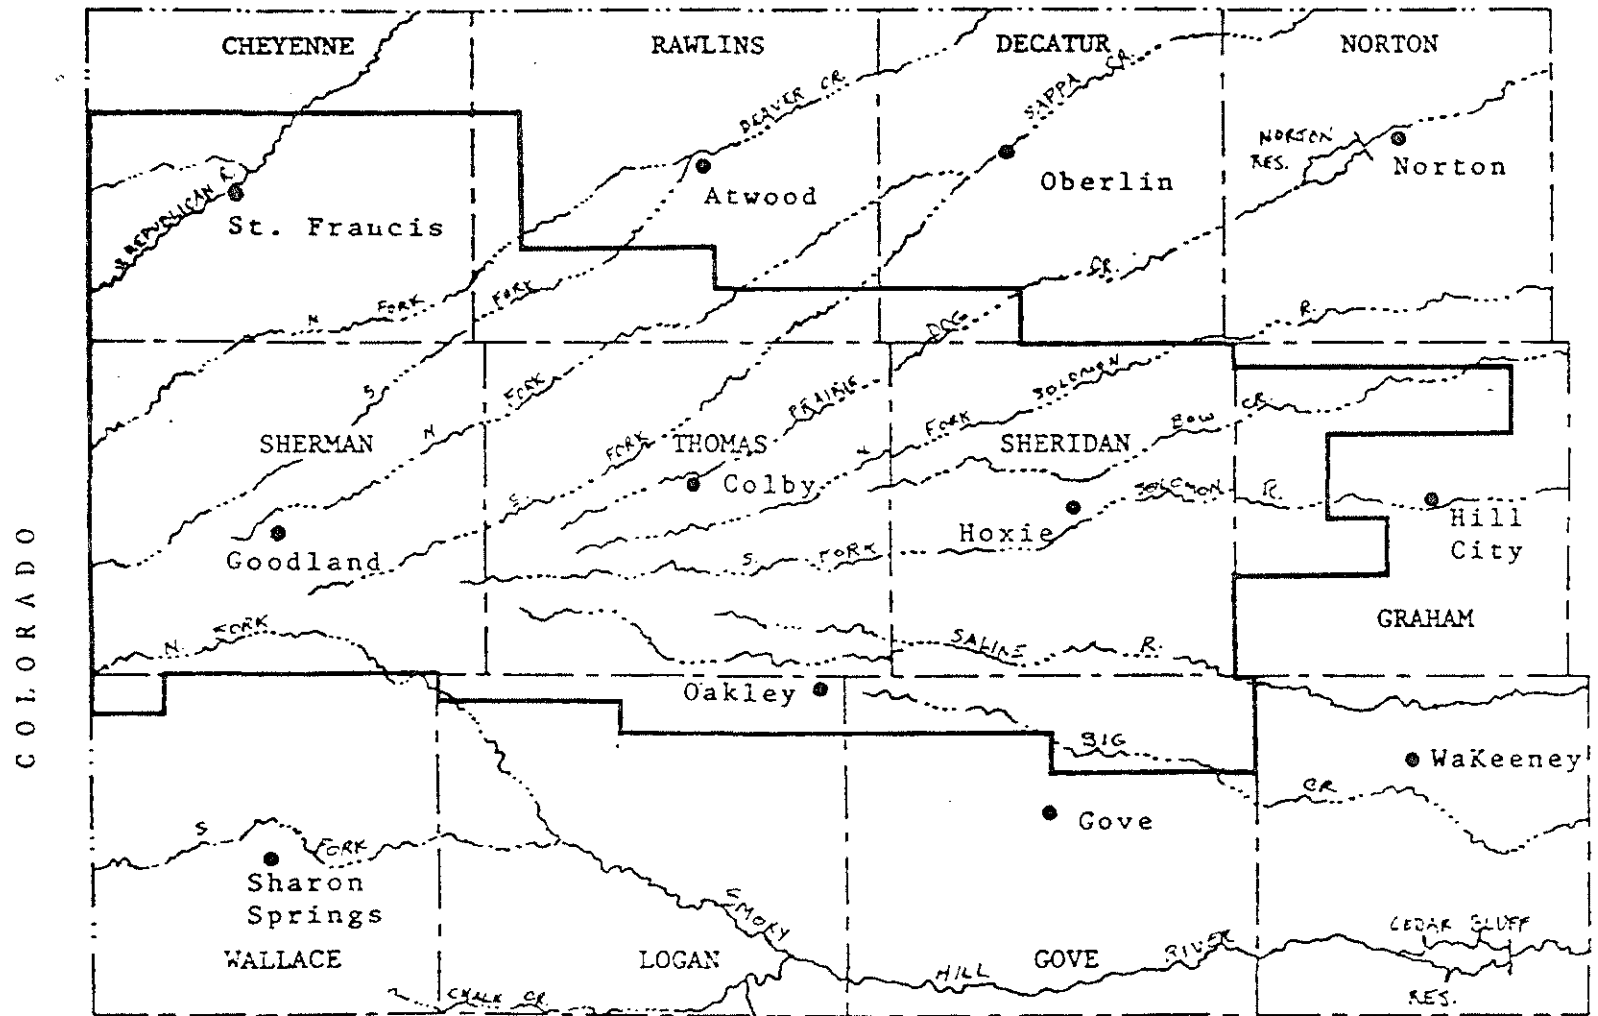 CHEYENNE
RAWLINS
DECATUR
NORTON
BEAVER CR.
SAPPA CR.
NORTON
RES.
Norton
Atwood
Oberlin
REPUBLICAN R.
St. Francis
N FORK
S FORK
CR.
R.
DOG
PRAIRIE
N FORK
SOLOMON
BOW CR.
SHERMAN
THOMAS
SHERIDAN
N FORK
S. FORK
Colby
SOLOMON R.
Hoxie
S. FORK
Hill
City
Goodland
COLORADO
N FORK
SALINE R.
GRAHAM
Oakley
BIG
CR.
WaKeeney
Gove
S FORK
Sharon
Springs
SMOKY
HILL
RIVER
CEDAR BLUFF
RES.
WALLACE
LOGAN
GOVE
CHALK CR.